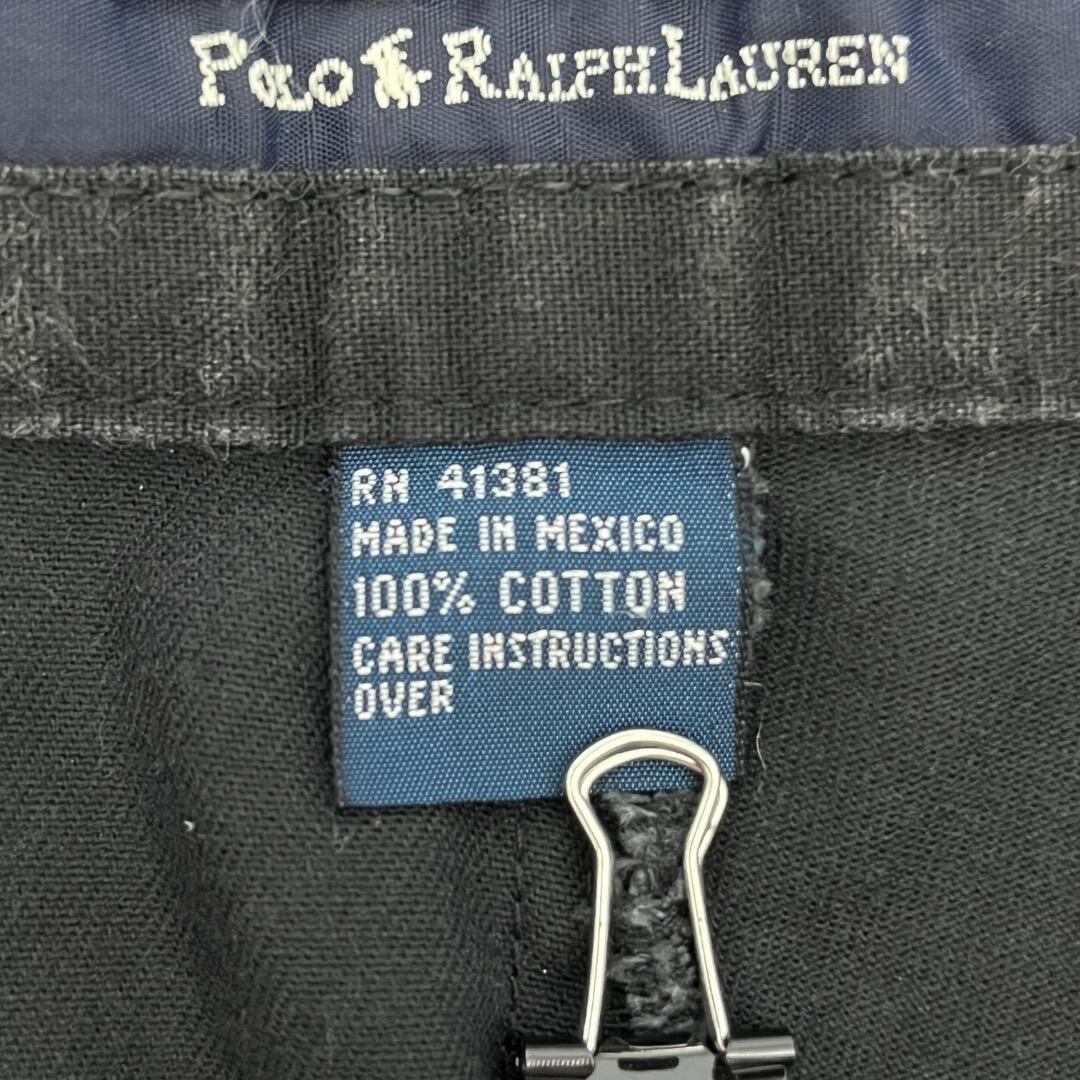 POLO RALPH LAUREN
RN 41381
MADE IN MEXICO
100% COTTON
CARE INSTRUCTIONS
OVER